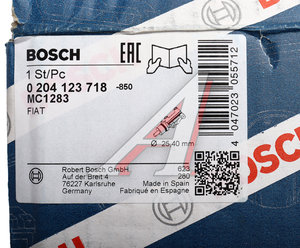 BOSCH
EAC
1 St/Pc
0 204 123 718 -850
MC1283
FIAT
Ø 25,40 mm
Robert Bosch GmbH
Auf der Breit 4
76227 Karlsruhe
Germany
623
280
Made in Spain
Fabriqué en Espagne
4 047023 055712
BOSCH